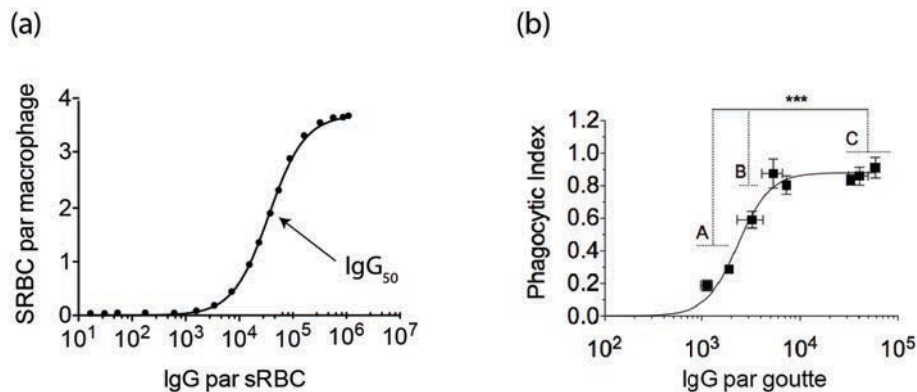 (a)
SRBC par macrophage
4
3
2
1
0
IgG₅₀
10¹ 10² 10³ 10⁴ 10⁵ 10⁶ 10⁷
IgG par sRBC
(b)
Phagocytic Index
1.2
1.0
0.8
0.6
0.4
0.2
0.0
***
A
B
C
10² 10³ 10⁴ 10⁵
IgG par goutte